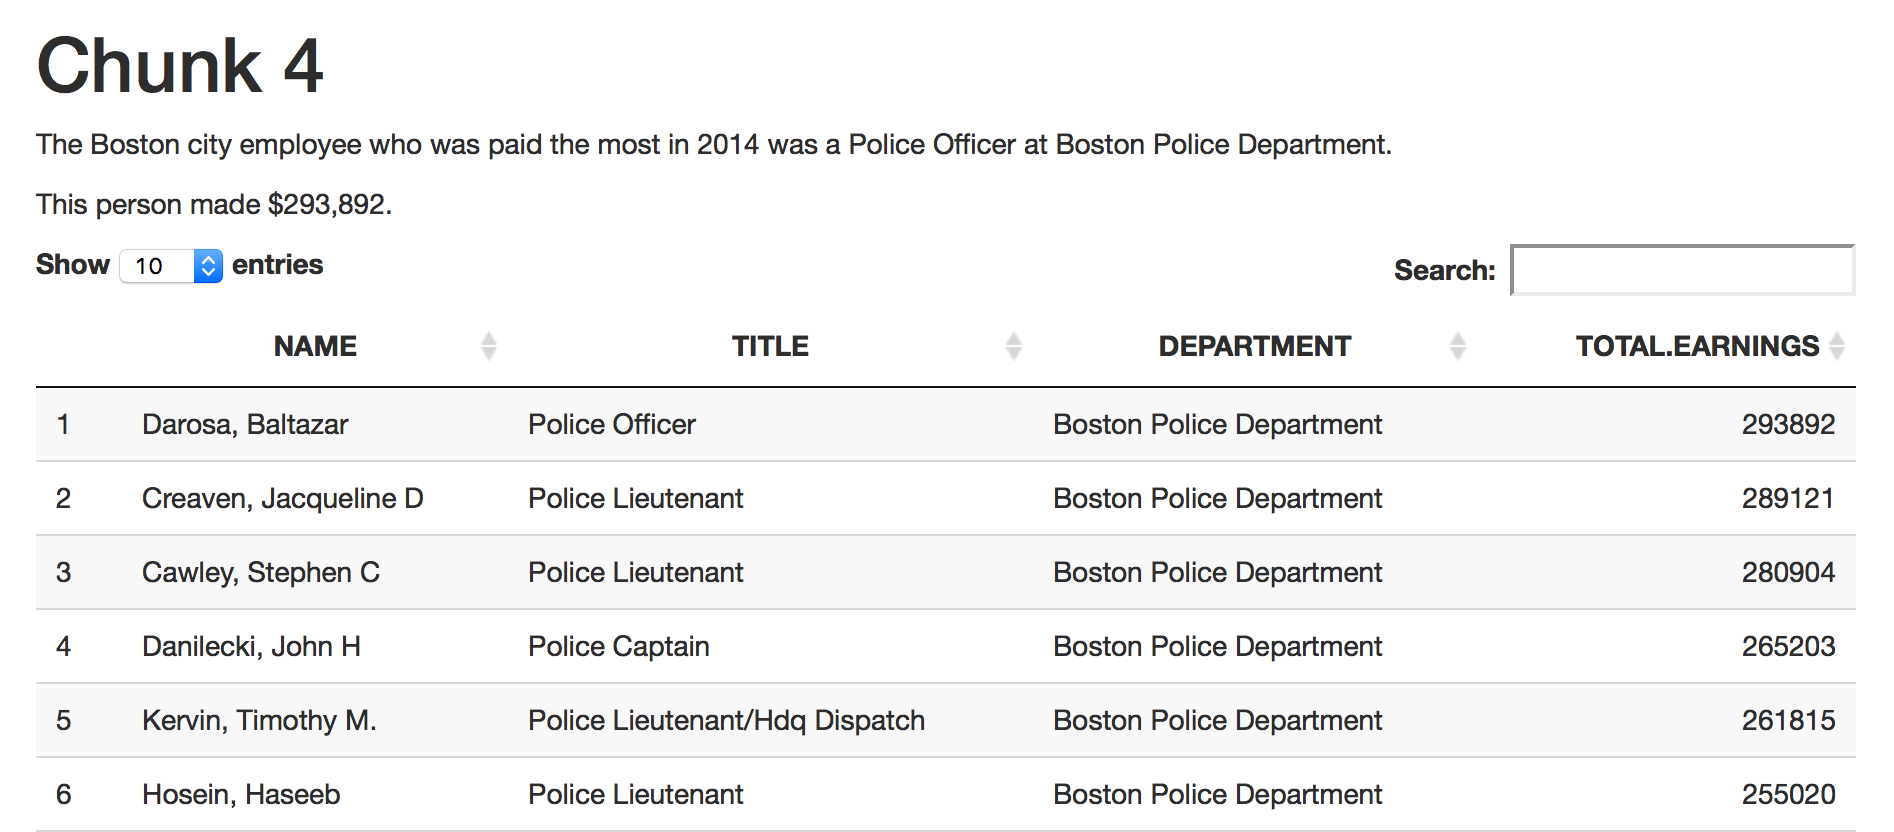 Chunk 4
The Boston city employee who was paid the most in 2014 was a Police Officer at Boston Police Department.
This person made $293,892.
Show 10 entries Search:
NAME TITLE DEPARTMENT TOTAL.EARNINGS
1 Darosa, Baltazar Police Officer Boston Police Department 293892
2 Creaven, Jacqueline D Police Lieutenant Boston Police Department 289121
3 Cawley, Stephen C Police Lieutenant Boston Police Department 280904
4 Danilecki, John H Police Captain Boston Police Department 265203
5 Kervin, Timothy M. Police Lieutenant/Hdq Dispatch Boston Police Department 261815
6 Hosein, Haseeb Police Lieutenant Boston Police Department 255020